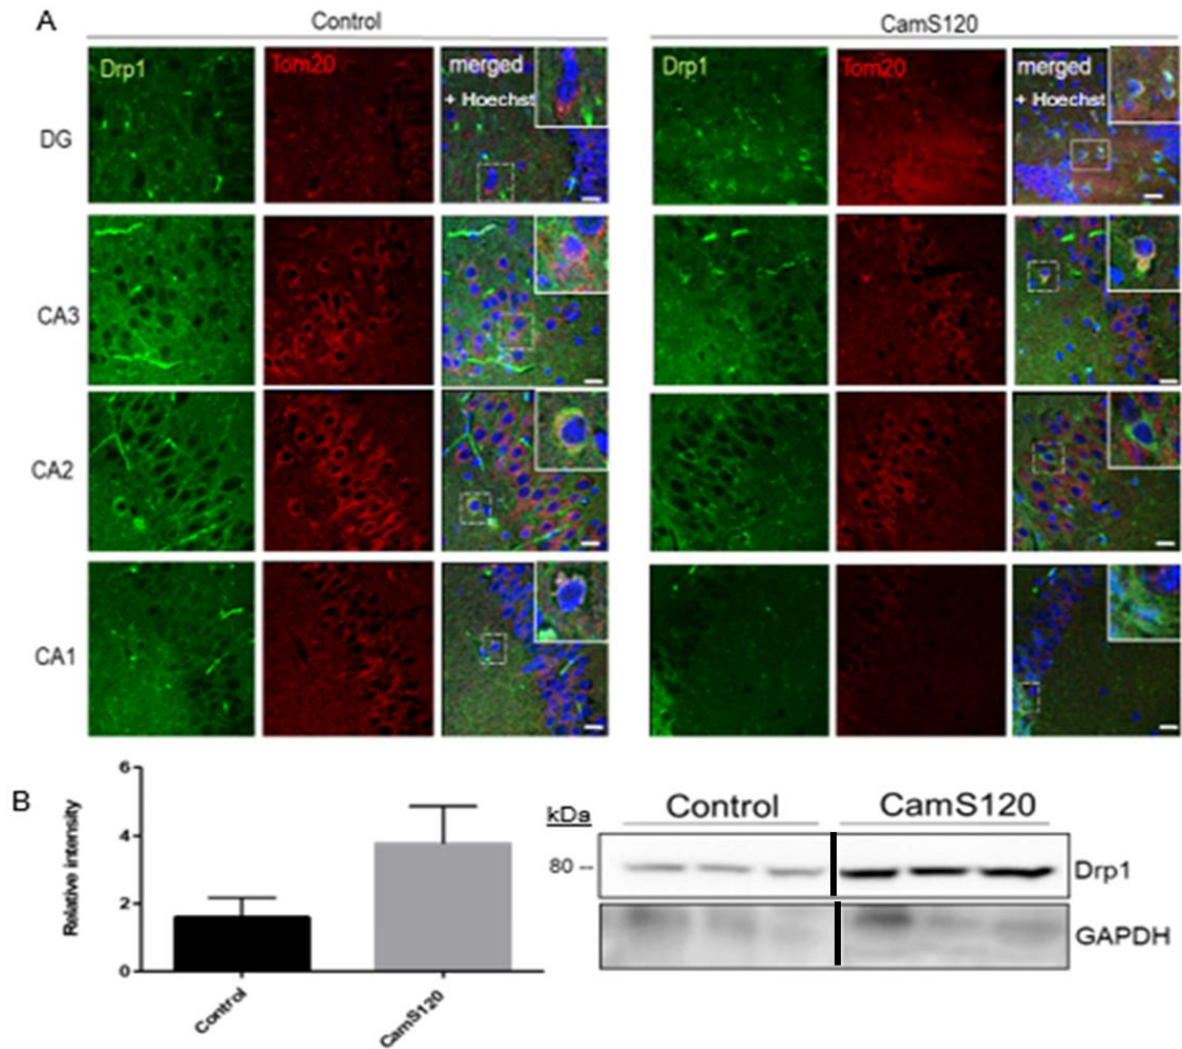 A
Control
CamS120
Drp1
Tom20
merged
+ Hoechst
Drp1
Tom20
merged
+ Hoechst
DG
CA3
CA2
CA1
B
6
4
2
0
Relative intensity
Control
CamS120
kDa
Control
CamS120
80 --
Drp1
GAPDH